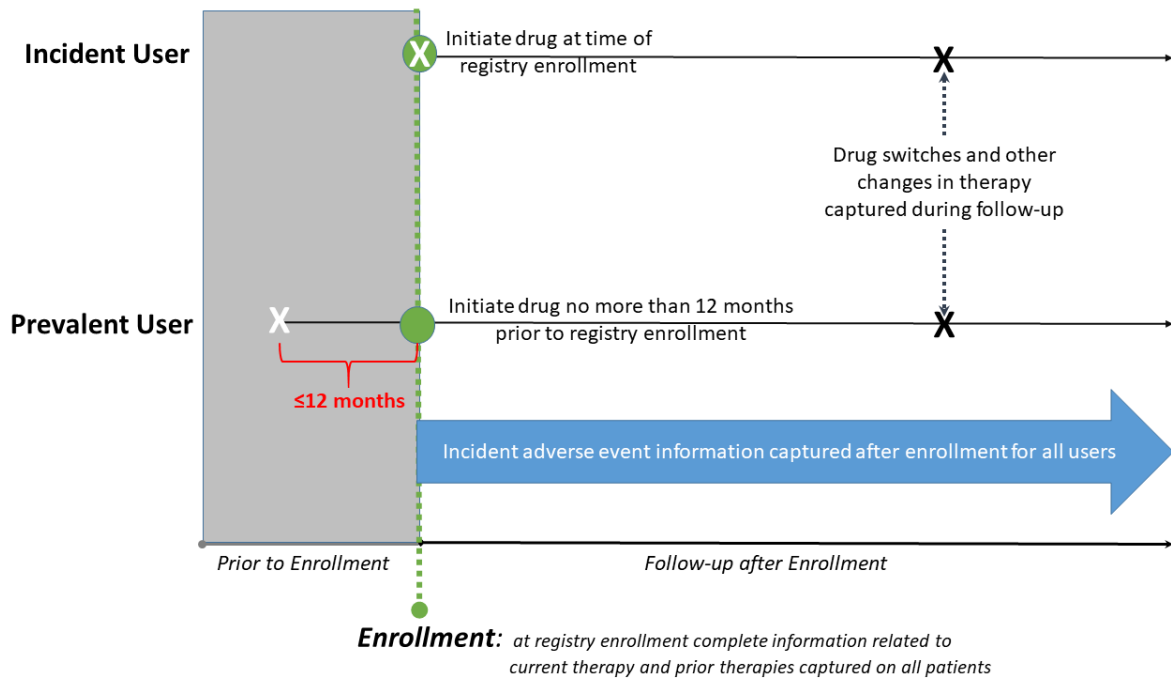 Incident User
X
Initiate drug at time of
registry enrollment
X
Drug switches and other
changes in therapy
captured during follow-up
Prevalent User
X
Initiate drug no more than 12 months
prior to registry enrollment
X
≤12 months
Incident adverse event information captured after enrollment for all users
Prior to Enrollment
Follow-up after Enrollment
Enrollment: at registry enrollment complete information related to
current therapy and prior therapies captured on all patients